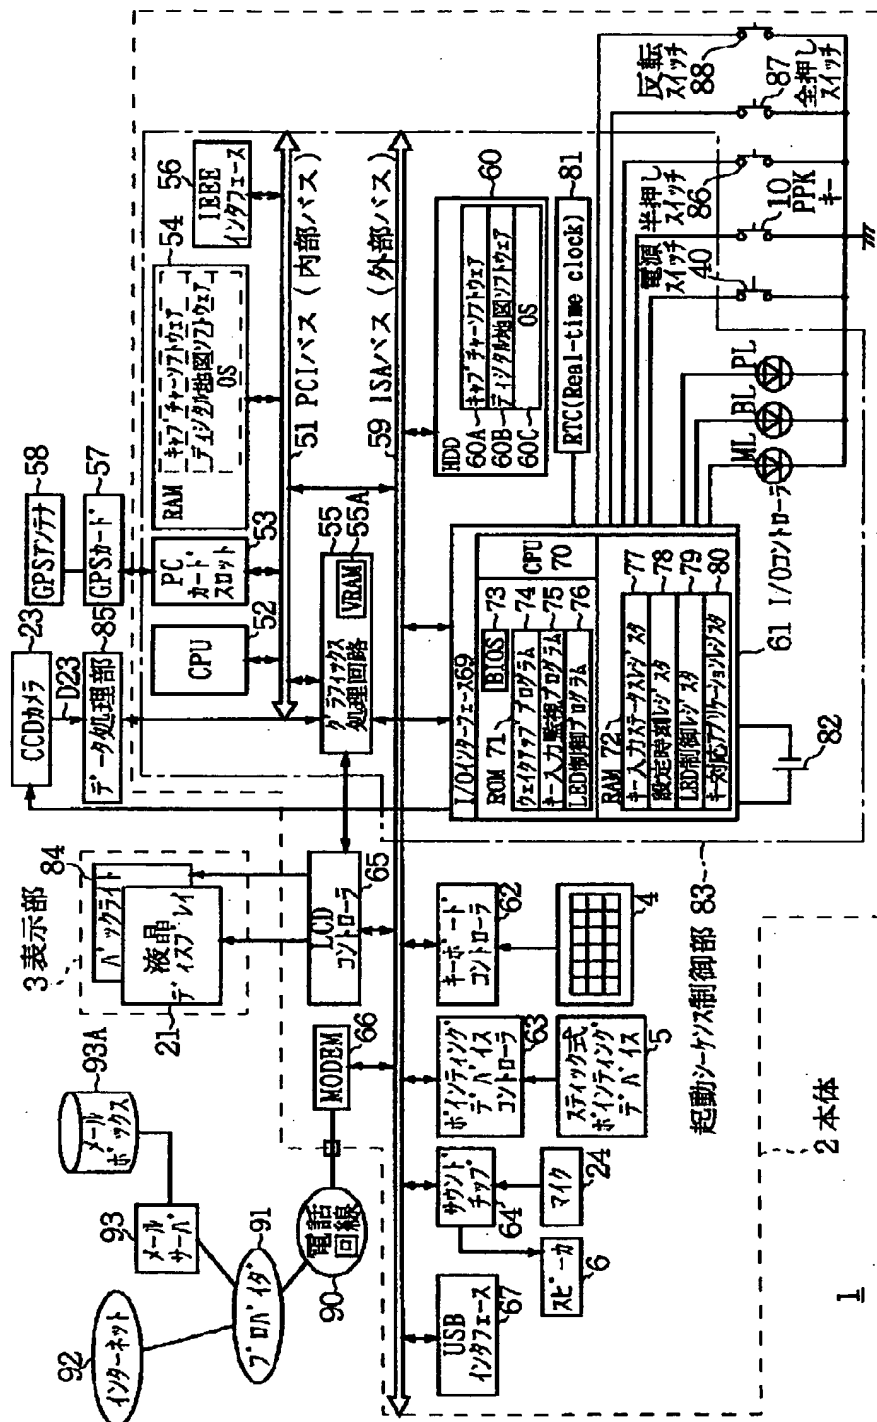 インターネット
92
プロバイダ
91
メール
サーバ
93
メール
ボックス
93A
電話
回線
90
MODEM
66
3 表示部
バックライト
84
液晶
ディスプレイ
21
LCD
コントローラ
65
CCDカメラ
23
D23
データ処理部
85
GPSアンテナ
58
GPSカード
57
CPU
52
PC
カード
スロット
53
RAM
54
キャプチャーソフトウェア
ディジタル地図ソフトウェア
OS
IEEE
インタフェース
56
51 PCIバス (内部バス)
グラフィックス
処理回路
55
VRAM
55A
59 ISAバス (外部バス)
USB
インタフェース
67
サウンド
チップ
64
スピーカ
6
マイク
24
ポインティング
デバイス
コントローラ
63
スティック式
ポインティング
デバイス
5
キーボード
コントローラ
62
4
起動シーケンス制御部 83
2 本体
1
I/Oインターフェース69
ROM 71
BIOS
73
ウェイクアッププログラム
74
キー入力監視プログラム
75
LED制御プログラム
76
CPU
70
RAM 72
キー入力ステータスレジスタ
77
設定時刻レジスタ
78
LED制御レジスタ
79
キー対応アプリケーションレジスタ
80
61 I/Oコントローラ
82
HDD
60
60A
キャプチャーソフトウェア
60B
ディジタル地図ソフトウェア
60C
OS
RTC(Real-time clock)
81
ML
BL
PL
電源
スイッチ
40
10
PPK
キー
半押し
スイッチ
86
87
全押し
スイッチ
反転
スイッチ
88